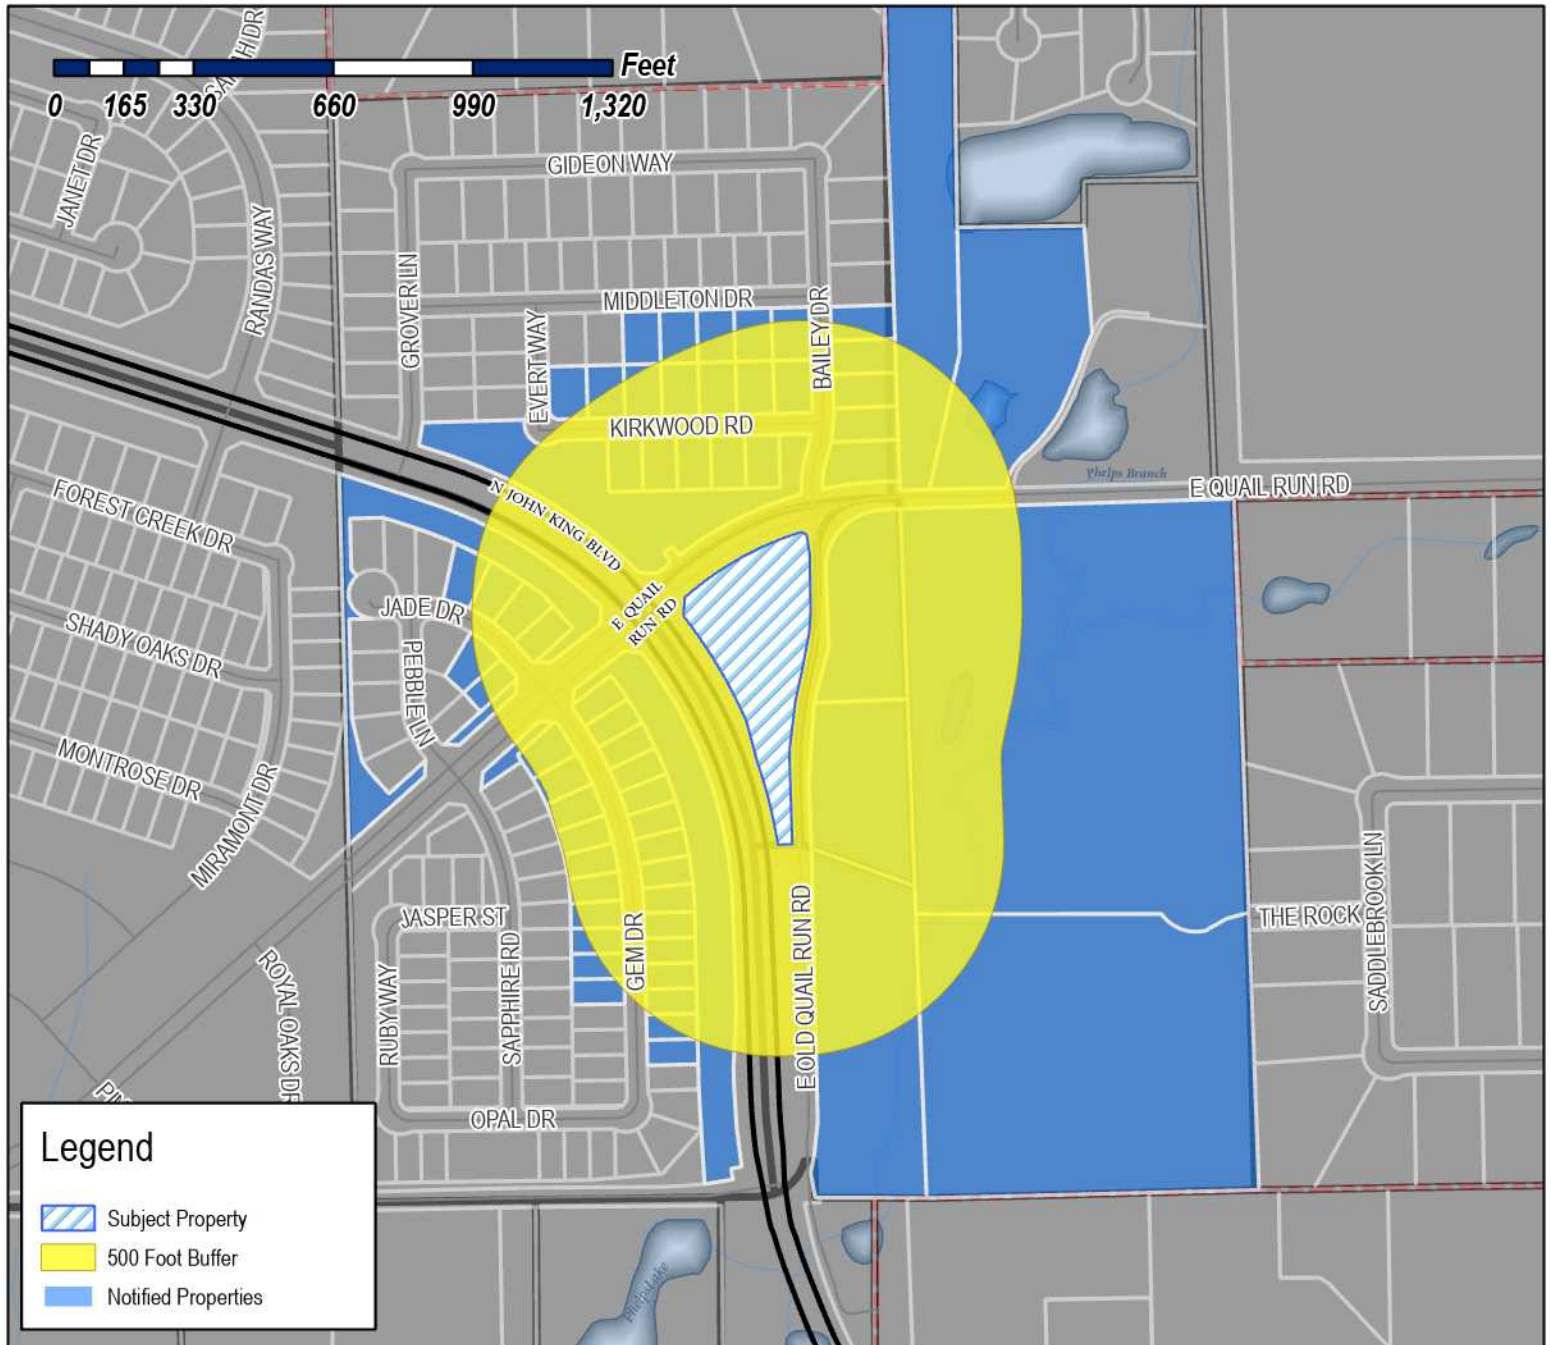 Feet
0 165 330 660 990 1,320
SARAH DR
JANET DR
RANDAS WAY
GIDEON WAY
GROVER LN
MIDDLETON DR
EVERT WAY
BAILEY DR
KIRKWOOD RD
N JOHN KING BLVD
Phelps Branch
E QUAIL RUN RD
FOREST CREEK DR
E QUAIL
RUN RD
JADE DR
SHADY OAKS DR
PEBBLE LN
MONTROSE DR
MIRAMONT DR
JASPER ST
GEM DR
E OLD QUAIL RUN RD
THE ROCK
SADDLEBROOK LN
RUBY WAY
SAPPHIRE RD
ROYAL OAKS DR
OPAL DR
Phelps Lake
Legend
Subject Property
500 Foot Buffer
Notified Properties